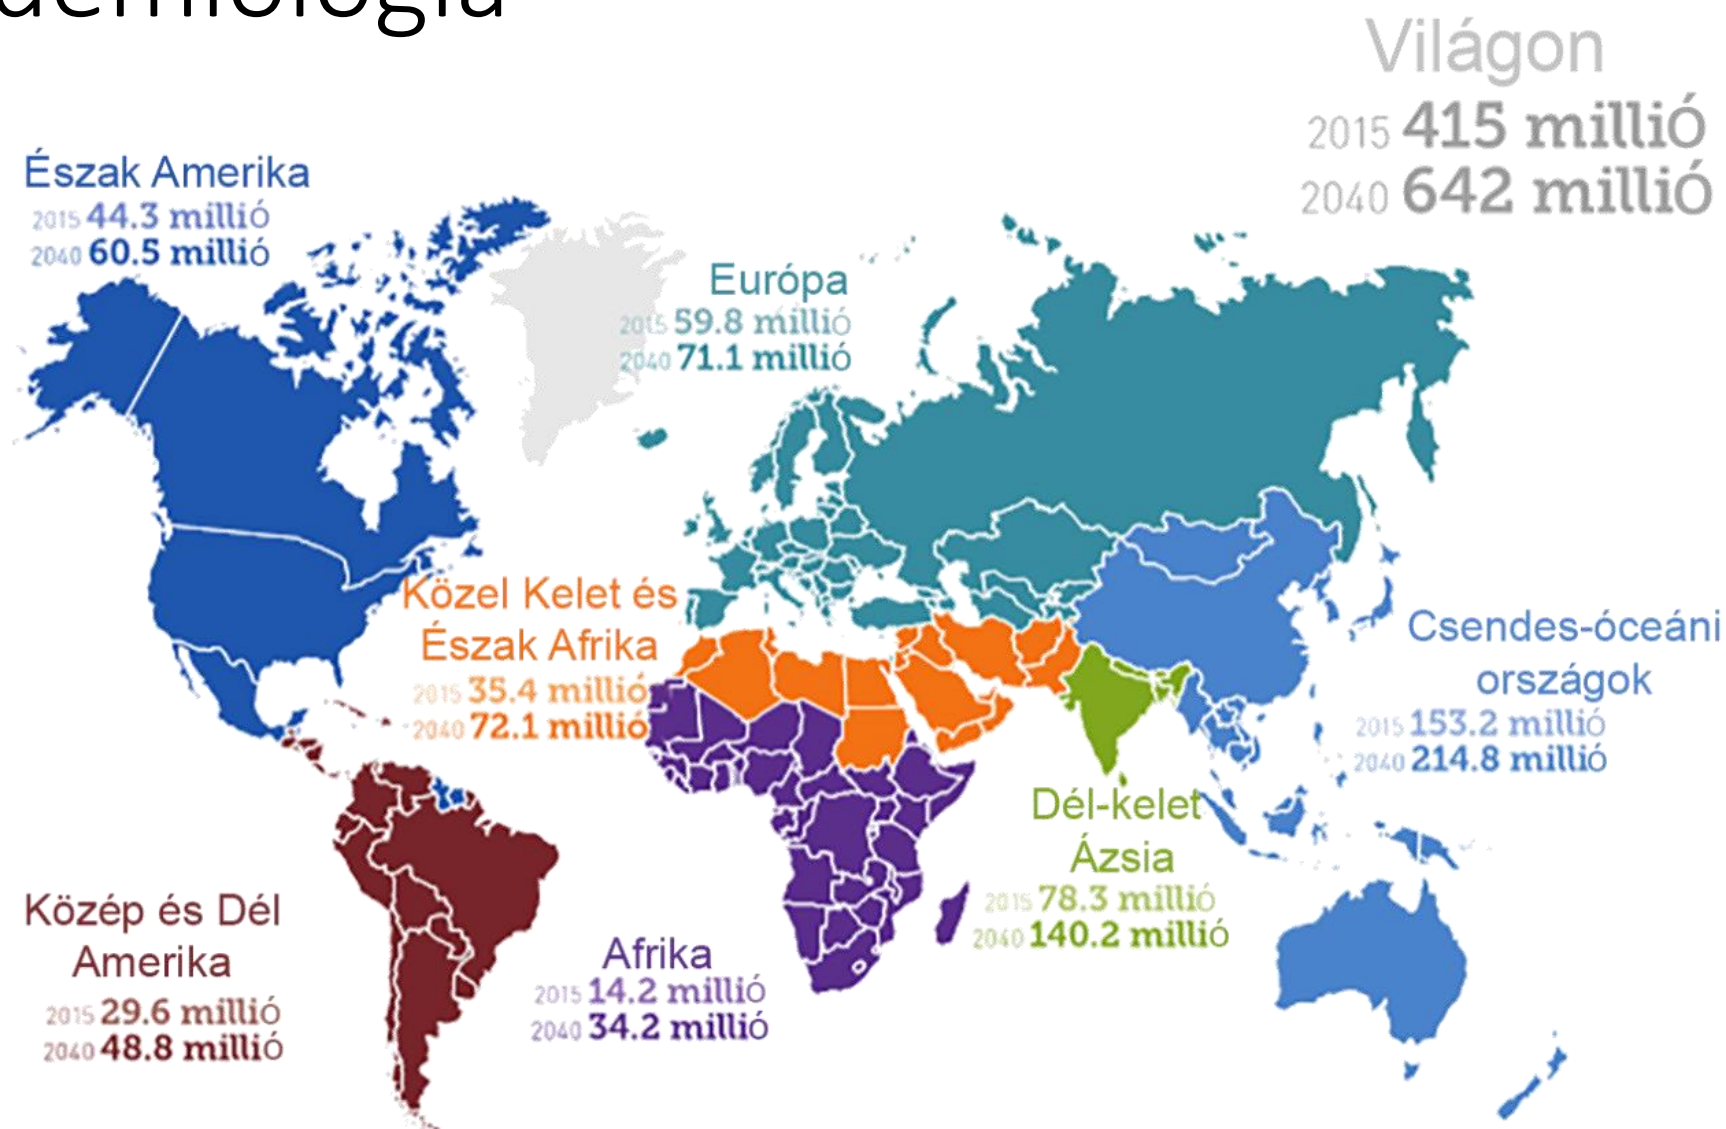 demiologia
Világon
2015 415 millió
2040 642 millió
Észak Amerika
2015 44.3 millió
2040 60.5 millió
Európa
2015 59.8 millió
2040 71.1 millió
Közel Kelet és
Észak Afrika
2015 35.4 millió
2040 72.1 millió
Csendes-óceáni
országok
2015 153.2 millió
2040 214.8 millió
Dél-kelet
Ázsia
2015 78.3 millió
2040 140.2 millió
Közép és Dél
Amerika
2015 29.6 millió
2040 48.8 millió
Afrika
2015 14.2 millió
2040 34.2 millió